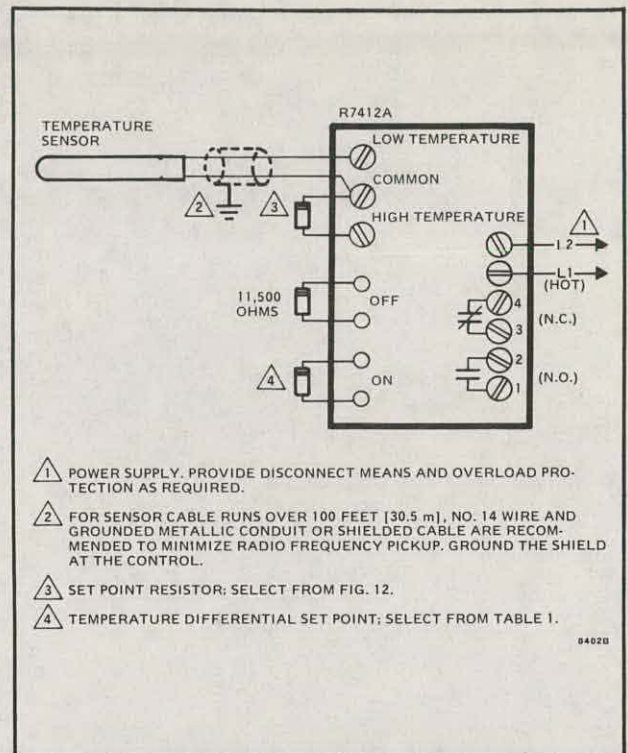 R7412A
TEMPERATURE
SENSOR
LOW TEMPERATURE
COMMON
HIGH TEMPERATURE
2
3
1
L2
L1
(HOT)
11,500
OHMS
OFF
4
(N.C.)
3
4
ON
2
(N.O.)
1
1 POWER SUPPLY. PROVIDE DISCONNECT MEANS AND OVERLOAD PRO-
TECTION AS REQUIRED.
2 FOR SENSOR CABLE RUNS OVER 100 FEET [30.5 m], NO. 14 WIRE AND
GROUNDED METALLIC CONDUIT OR SHIELDED CABLE ARE RECOM-
MENDED TO MINIMIZE RADIO FREQUENCY PICKUP. GROUND THE SHIELD
AT THE CONTROL.
3 SET POINT RESISTOR; SELECT FROM FIG. 12.
4 TEMPERATURE DIFFERENTIAL SET POINT; SELECT FROM TABLE 1.
8402B